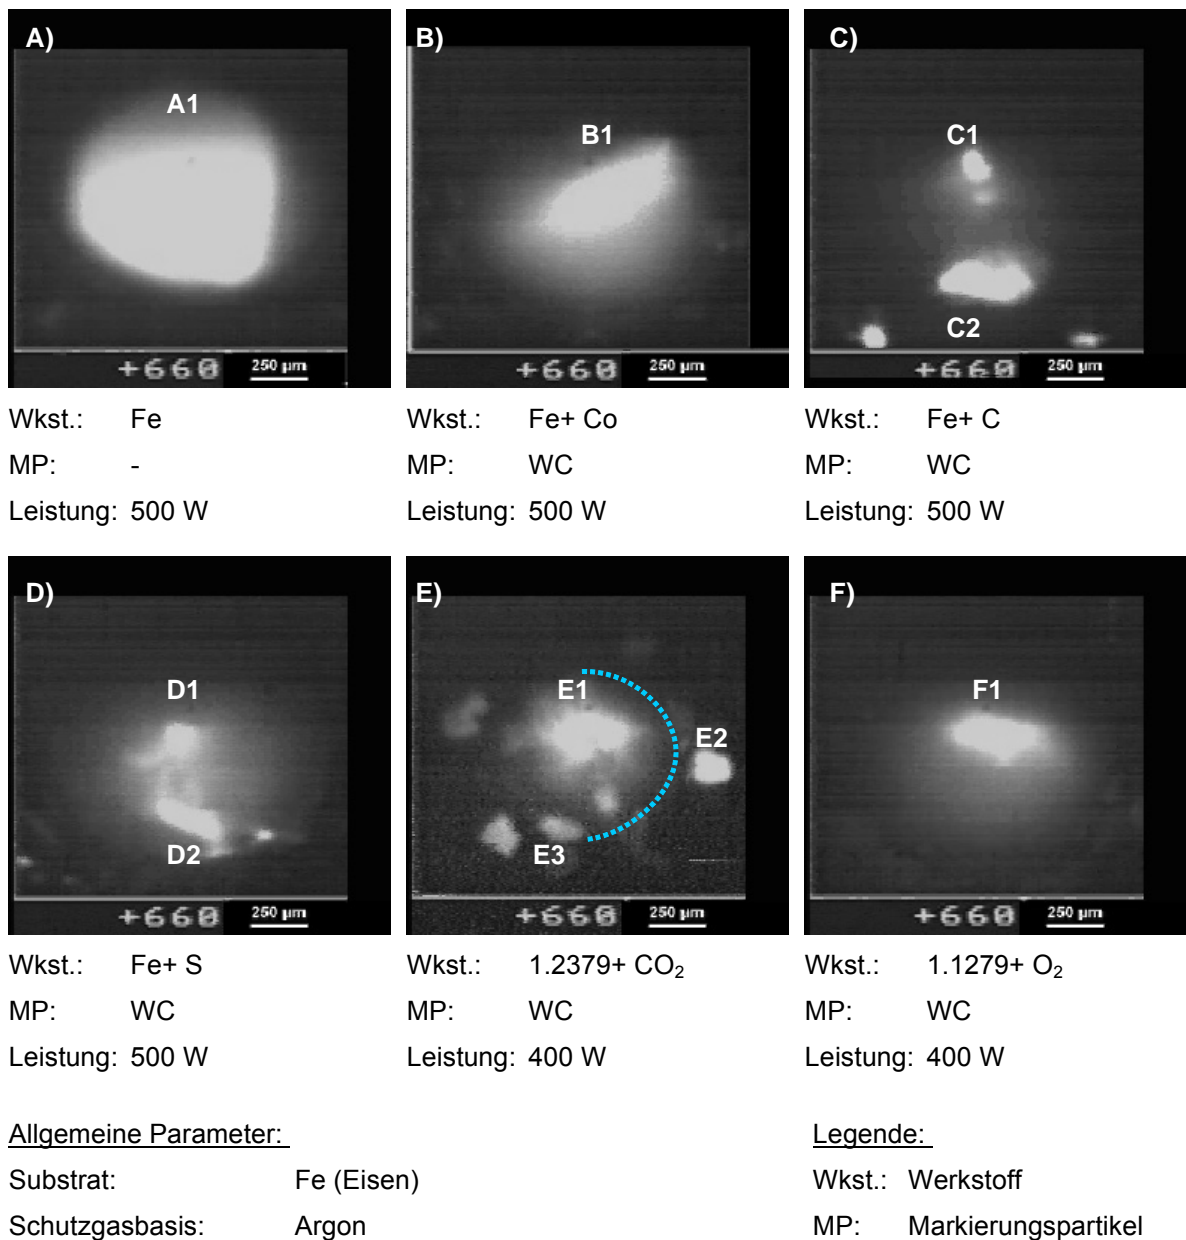 A) B) C)
A1 B1 C1
C2
+660 250 µm +660 250 µm +660 250 µm
Wkst.: Fe Wkst.: Fe+ Co Wkst.: Fe+ C
MP: - MP: WC MP: WC
Leistung: 500 W Leistung: 500 W Leistung: 500 W
D) E) F)
D1 E1 F1
E2
D2 E3
+660 250 µm +660 250 µm +660 250 µm
Wkst.: Fe+ S Wkst.: 1.2379+ CO₂ Wkst.: 1.1279+ O₂
MP: WC MP: WC MP: WC
Leistung: 500 W Leistung: 400 W Leistung: 400 W
Allgemeine Parameter: Legende:
Substrat: Fe (Eisen) Wkst.: Werkstoff
Schutzgasbasis: Argon MP: Markierungspartikel